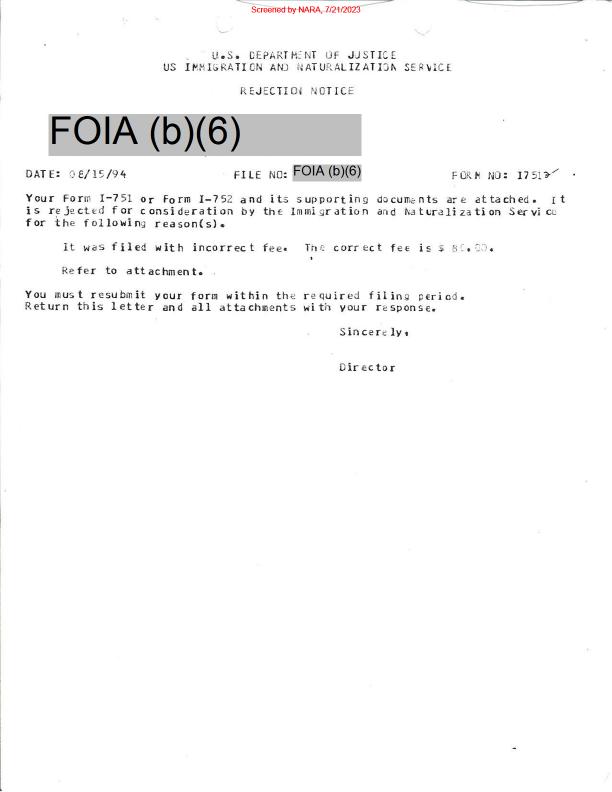 Screened by NARA, 7/21/2023
U.S. DEPARTMENT OF JUSTICE
US IMMIGRATION AND NATURALIZATION SERVICE
REJECTION NOTICE
FOIA (b)(6)
DATE: 08/15/94 FILE NO: FOIA (b)(6) FORM NO:
Your Form I-751 or Form I-752 and its supporting documents are attached. It
is rejected for consideration by the Immigration and Naturalization Service
for the following reason(s).
It was filed with incorrect fee. The correct fee is $
Refer to attachment.
You must resubmit your form within the required filing period.
Return this letter and all attachments with your response.
Sincerely,
Director